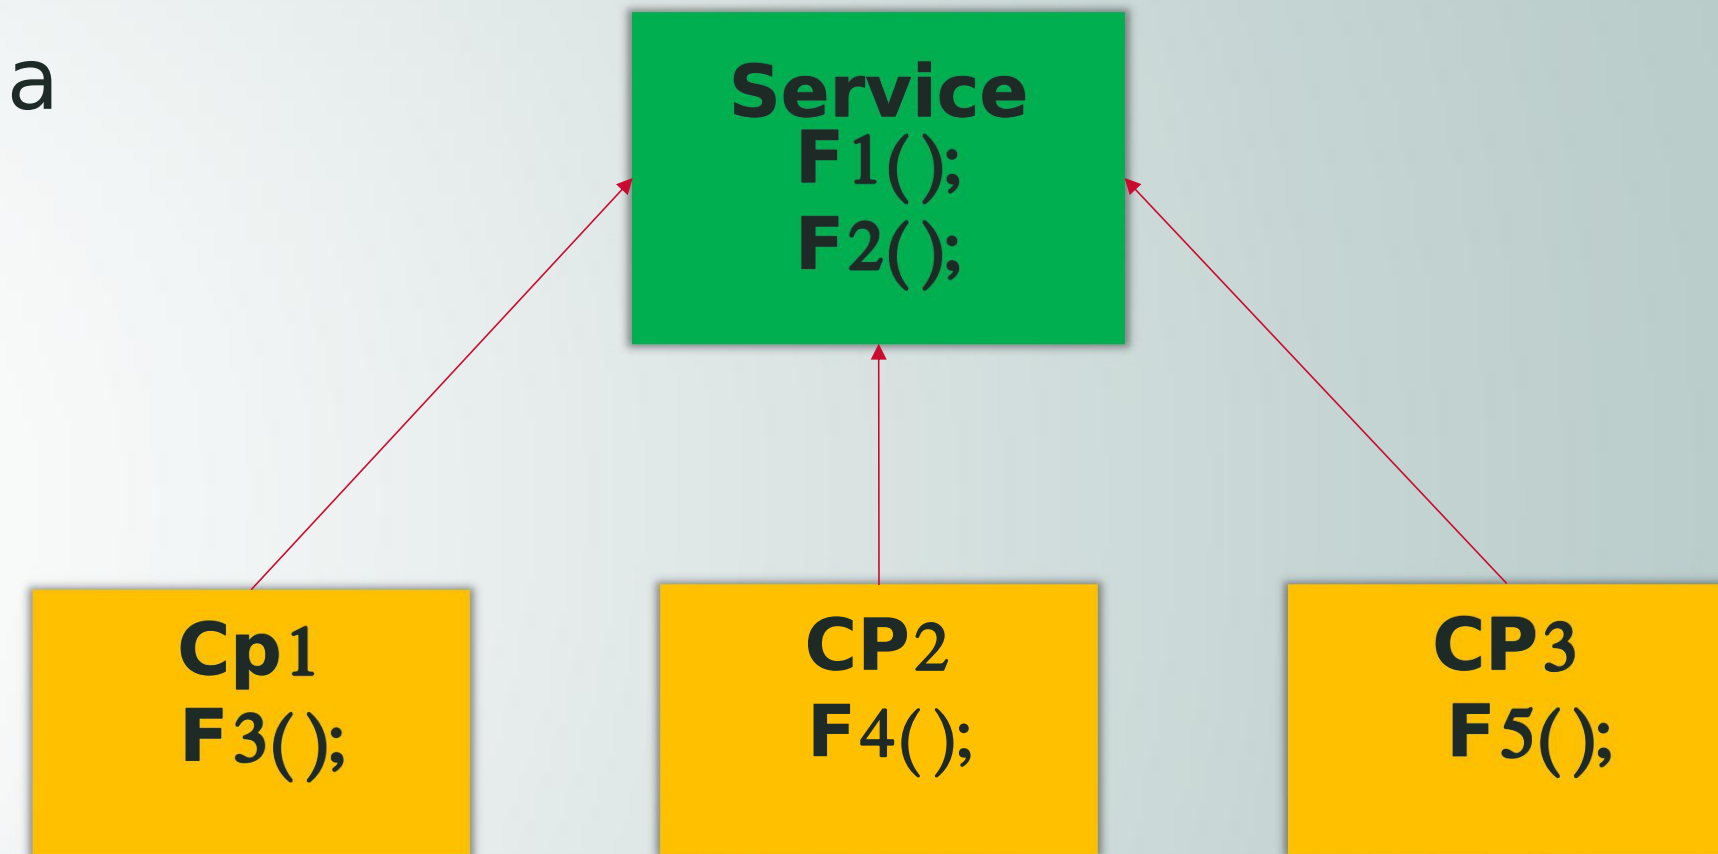 a
Service
F1();
F2();
Cp1
F3();
CP2
F4();
CP3
F5();